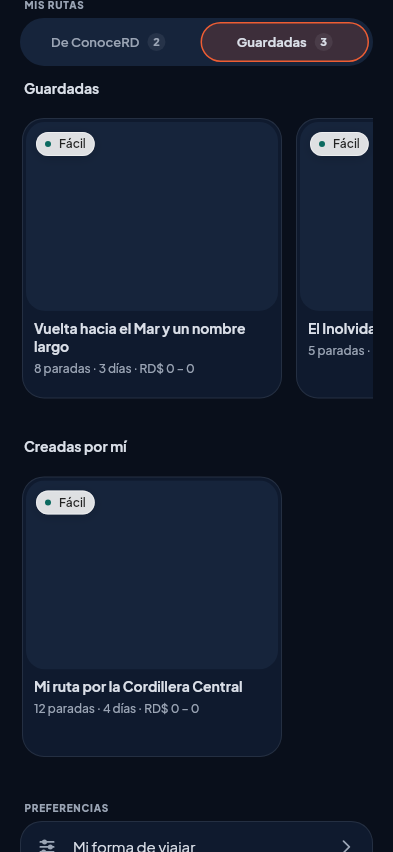 MIS RUTAS
De ConoceRD 2 Guardadas 3
Guardadas
Fácil
Fácil
Vuelta hacia el Mar y un nombre
largo
8 paradas · 3 días · RD$ 0 – 0
El Inolvida
5 paradas ·
Creadas por mí
Fácil
Mi ruta por la Cordillera Central
12 paradas · 4 días · RD$ 0 – 0
PREFERENCIAS
Mi forma de viajar